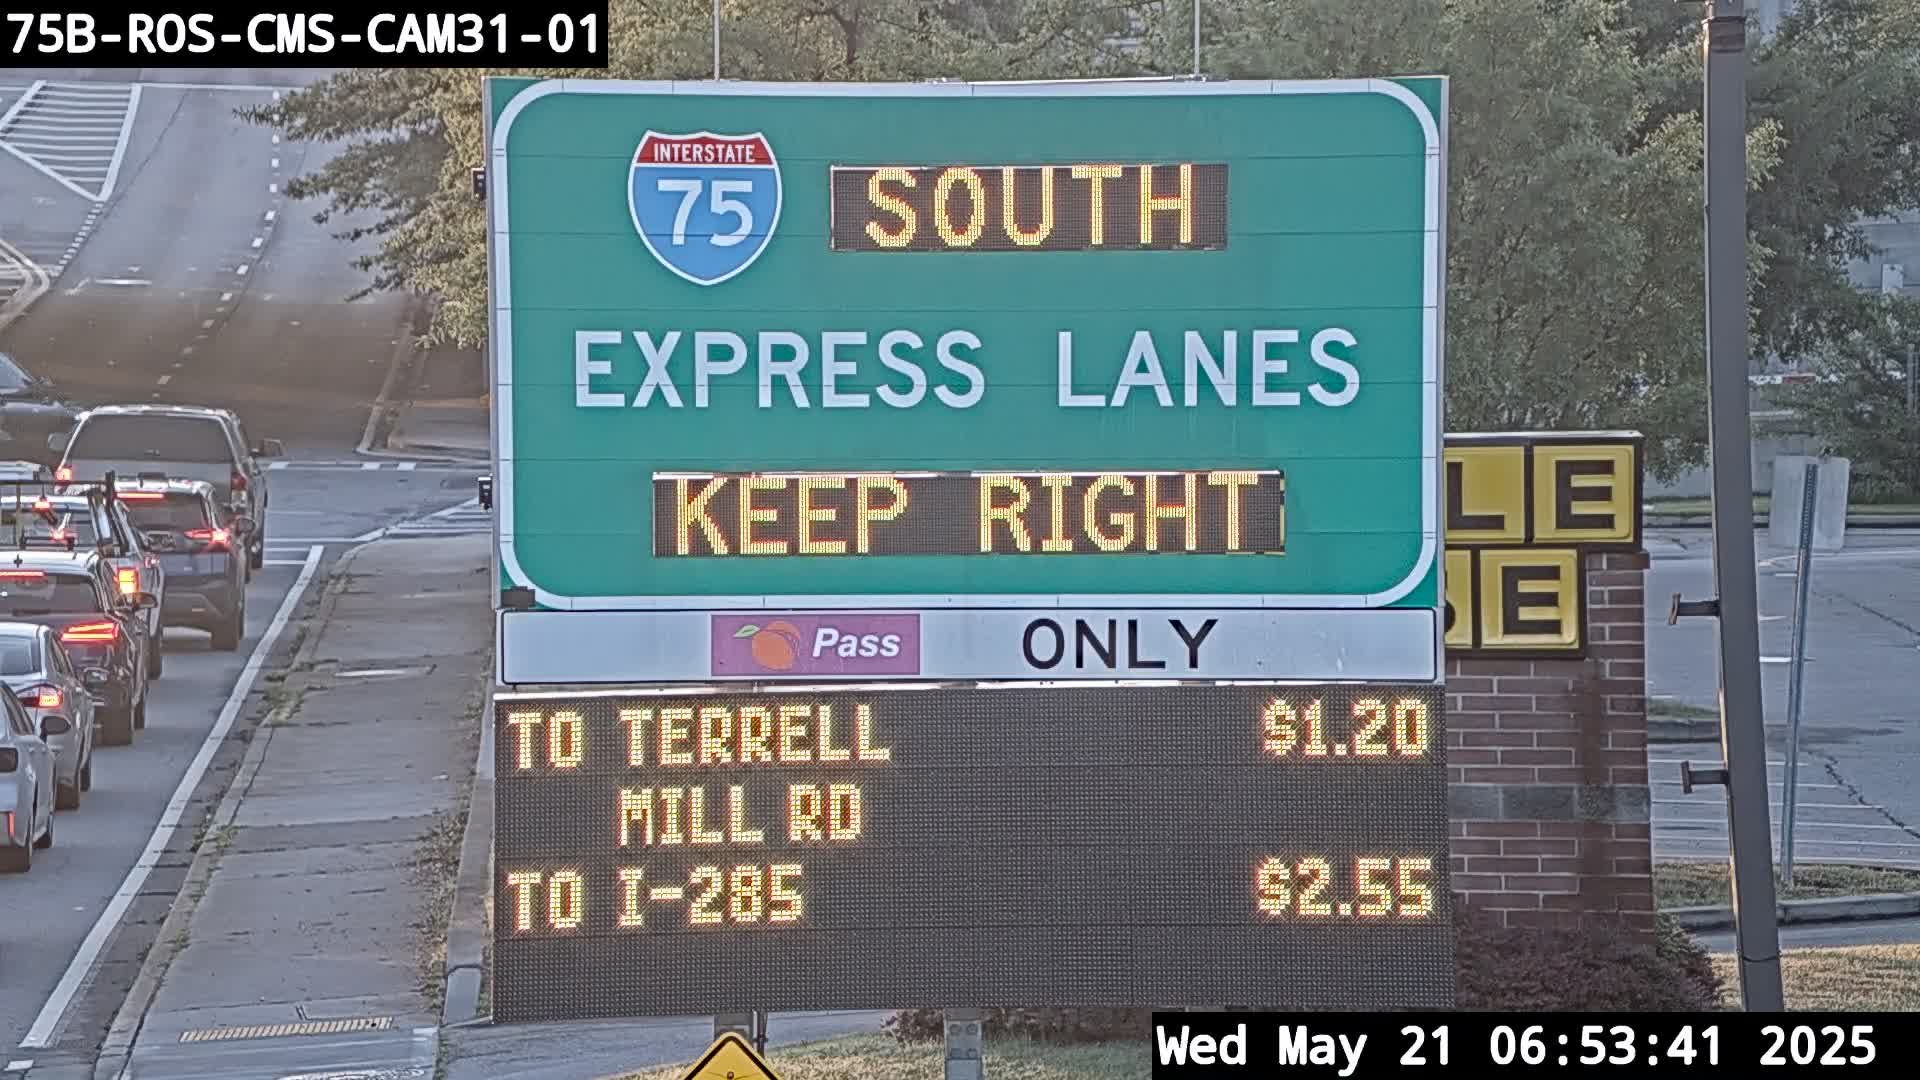 75B-ROS-CMS-CAM31-01
INTERSTATE
75
SOUTH
EXPRESS LANES
KEEP RIGHT
Pass ONLY
TO TERRELL $1.20
MILL RD
TO I-285 $2.55
LE
E
Wed May 21 06:53:41 2025